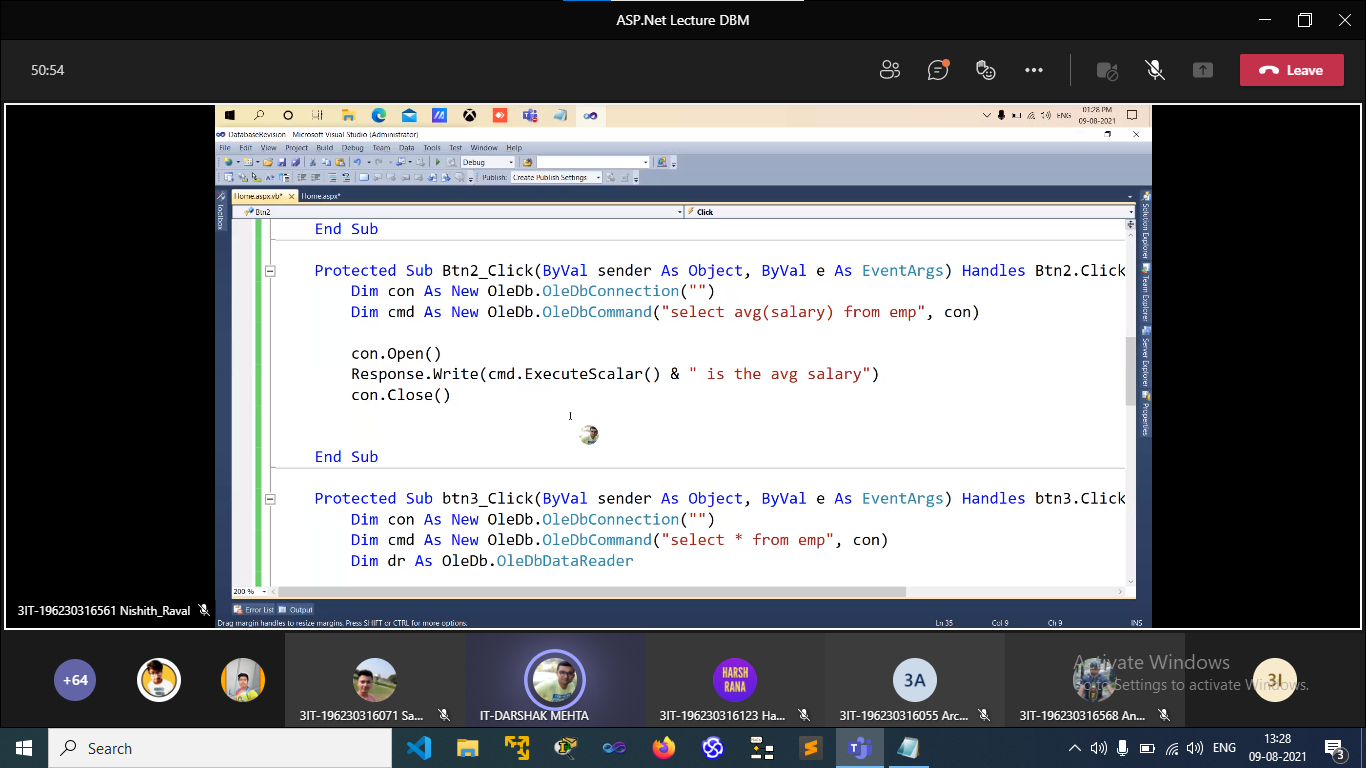 ASP.Net Lecture DBM
50:54
Leave
01:28 PM
ENG
09-08-2021
DatabaseRevision - Microsoft Visual Studio (Administrator)
File Edit View Project Build Debug Team Data Tools Test Window Help
Debug
Publish: Create Publish Settings
Home.aspx.vb* Home.aspx*
Btn2 Click
Toolbox
Solution Explorer
Team Explorer
Server Explorer
Properties
End Sub
Protected Sub Btn2_Click(ByVal sender As Object, ByVal e As EventArgs) Handles Btn2.Click
Dim con As New OleDb.OleDbConnection("")
Dim cmd As New OleDb.OleDbCommand("select avg(salary) from emp", con)
con.Open()
Response.Write(cmd.ExecuteScalar() & " is the avg salary")
con.Close()
End Sub
Protected Sub btn3_Click(ByVal sender As Object, ByVal e As EventArgs) Handles btn3.Click
Dim con As New OleDb.OleDbConnection("")
Dim cmd As New OleDb.OleDbCommand("select * from emp", con)
Dim dr As OleDb.OleDbDataReader
200 %
Error List Output
Drag margin handles to resize margins. Press SHIFT or CTRL for more options.
Ln 35 Col 9 Ch 9 INS
3IT-196230316561 Nishith_Raval
+64
HARSH
RANA
3A
3I
3IT-196230316071 Sa...
IT-DARSHAK MEHTA
3IT-196230316123 Ha...
3IT-196230316055 Arc...
3IT-196230316568 An...
Activate Windows
Go to Settings to activate Windows.
Search
ENG
13:28
09-08-2021
3